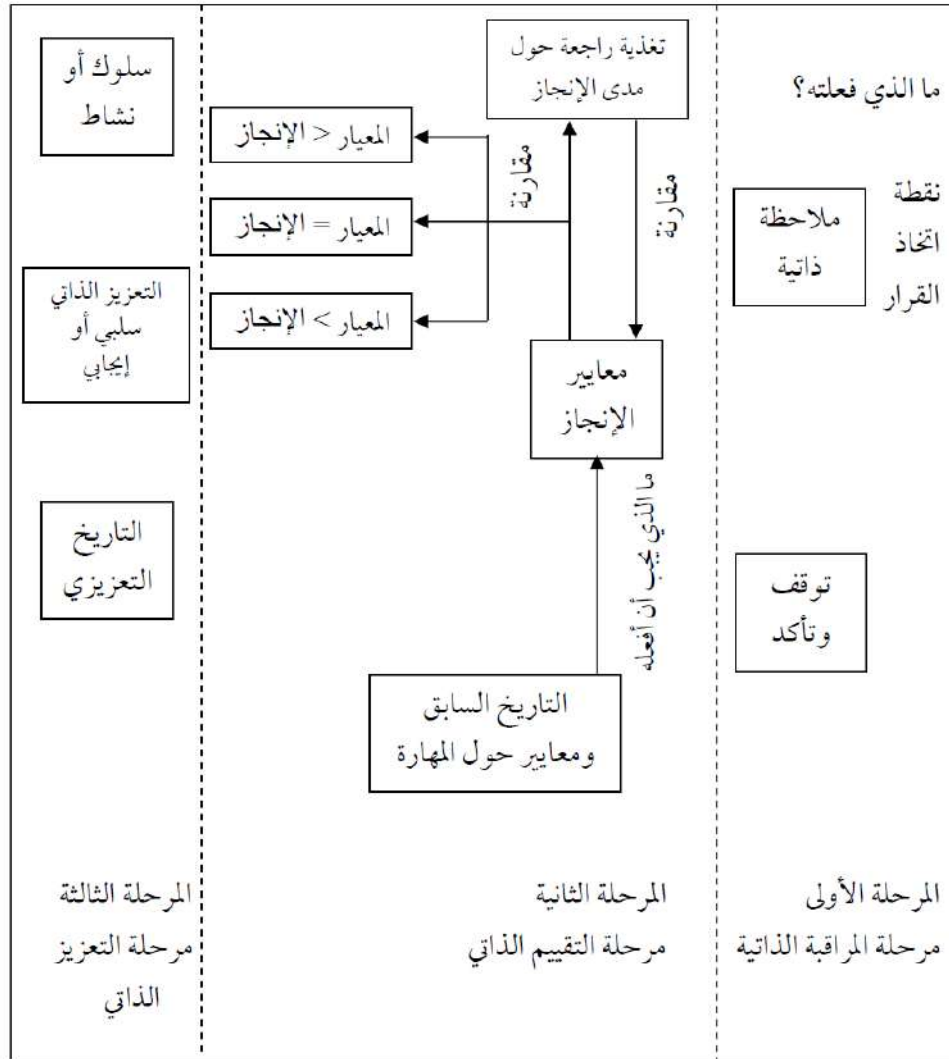 ما الذي فعلته؟
نقطة
اتخاذ
القرار
ملاحظة
ذاتية
توقف
وتأكد
المرحلة الأولى
مرحلة المراقبة الذاتية
تغذية راجعة حول
مدى الإنجاز
مقارنة
مقارنة
المعيار < الإنجاز
المعيار = الإنجاز
المعيار > الإنجاز
معايير
الإنجاز
ما الذي يجب أن أفعله
التاريخ السابق
ومعايير حول المهارة
المرحلة الثانية
مرحلة التقييم الذاتي
سلوك أو
نشاط
التعزيز الذاتي
سلبي أو
إيجابي
التاريخ
التعزيزي
المرحلة الثالثة
مرحلة التعزيز
الذاتي